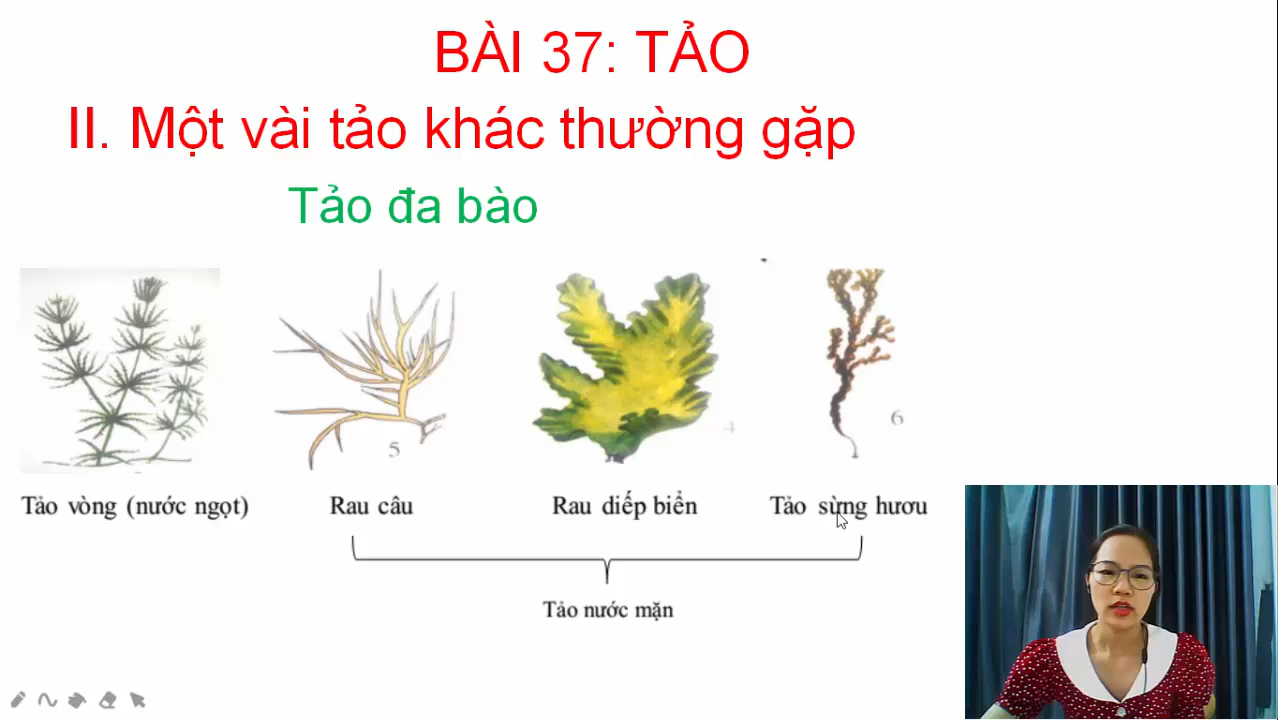 BÀI 37: TẢO
II. Một vài tảo khác thường gặp
Tảo đa bào
5
4
6
Tảo vòng (nước ngọt)
Rau câu
Rau diếp biển
Tảo sừng hươu
Tảo nước mặn